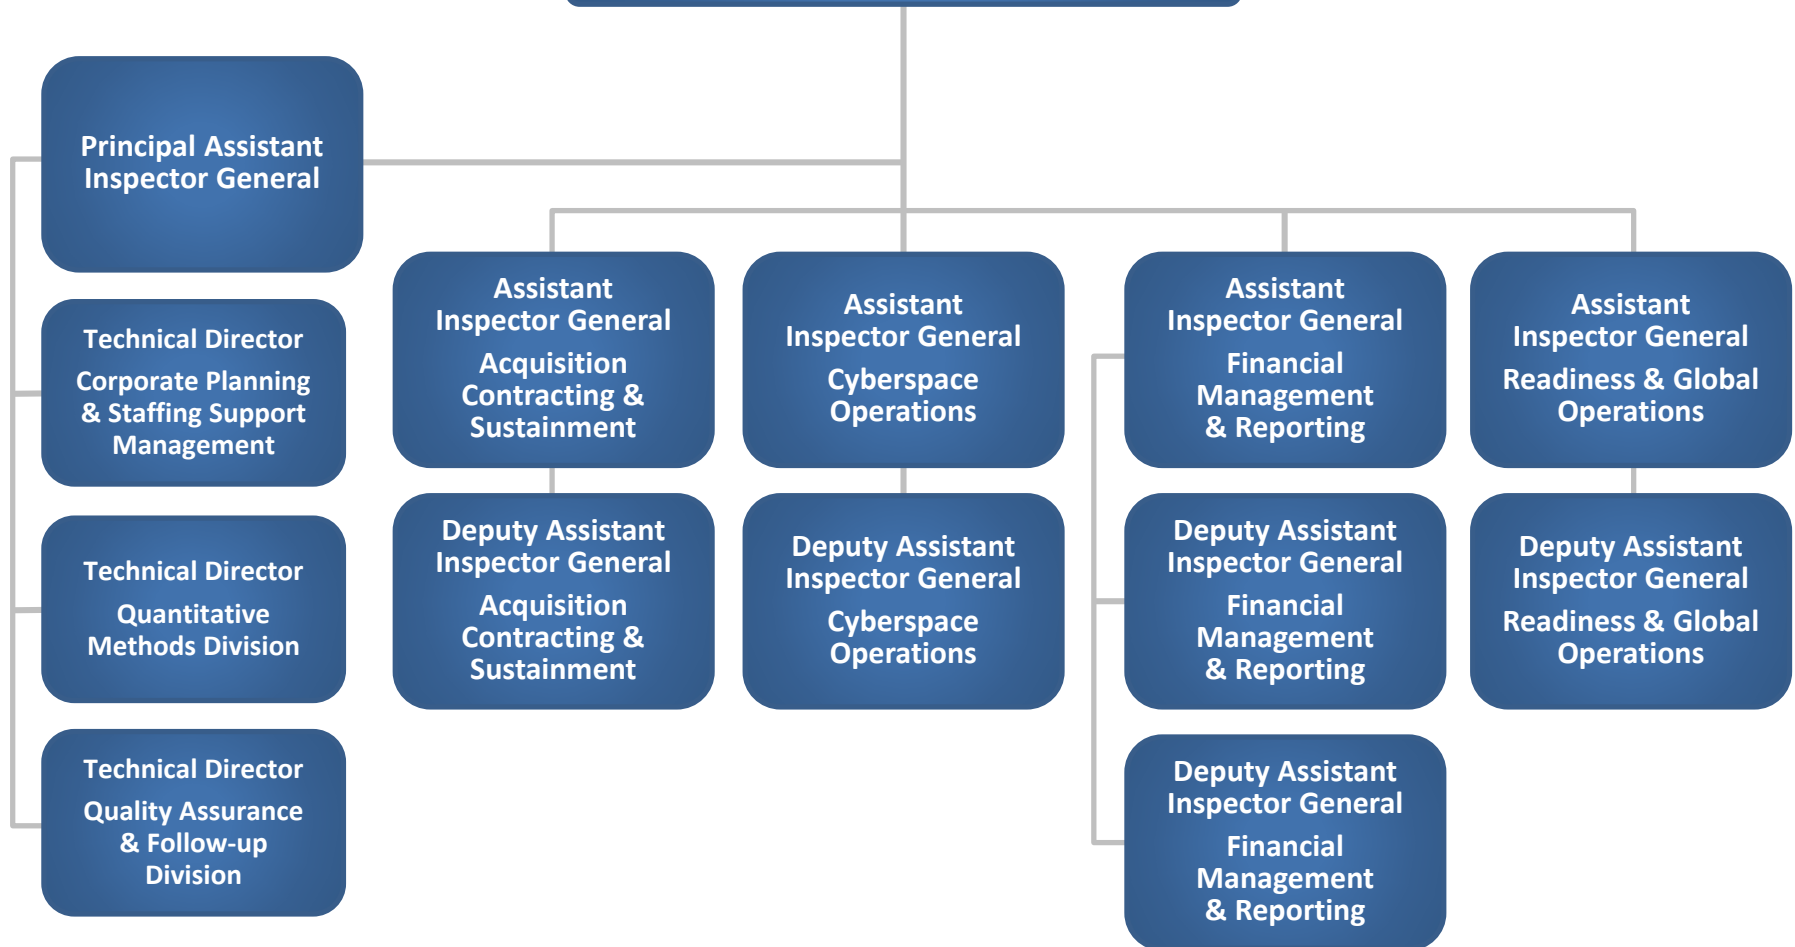 Principal Assistant
Inspector General
Technical Director
Corporate Planning
& Staffing Support
Management
Technical Director
Quantitative
Methods Division
Technical Director
Quality Assurance
& Follow-up
Division
Assistant
Inspector General
Acquisition
Contracting &
Sustainment
Deputy Assistant
Inspector General
Acquisition
Contracting &
Sustainment
Assistant
Inspector General
Cyberspace
Operations
Deputy Assistant
Inspector General
Cyberspace
Operations
Assistant
Inspector General
Financial
Management
& Reporting
Deputy Assistant
Inspector General
Financial
Management
& Reporting
Deputy Assistant
Inspector General
Financial
Management
& Reporting
Assistant
Inspector General
Readiness & Global
Operations
Deputy Assistant
Inspector General
Readiness & Global
Operations